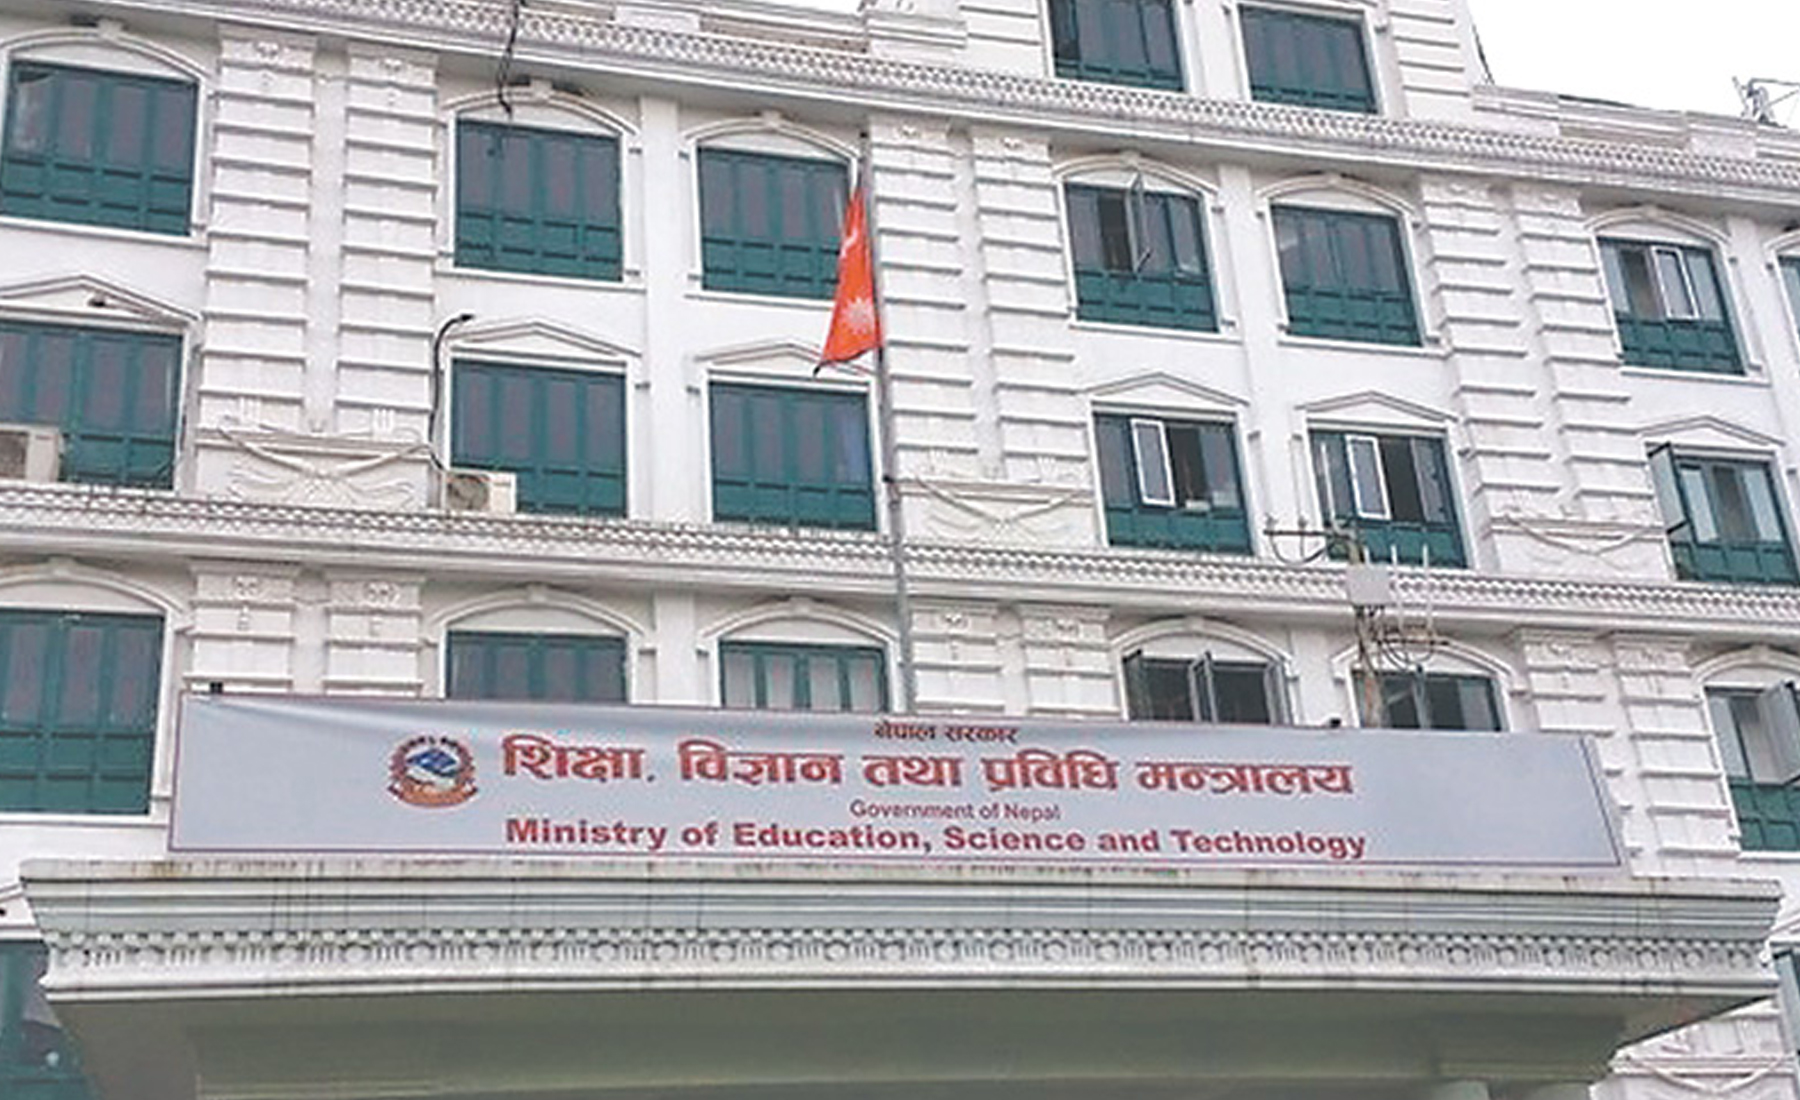 नेपाल सरकार
शिक्षा, विज्ञान तथा प्रविधि मन्त्रालय
Government of Nepal
Ministry of Education, Science and Technology